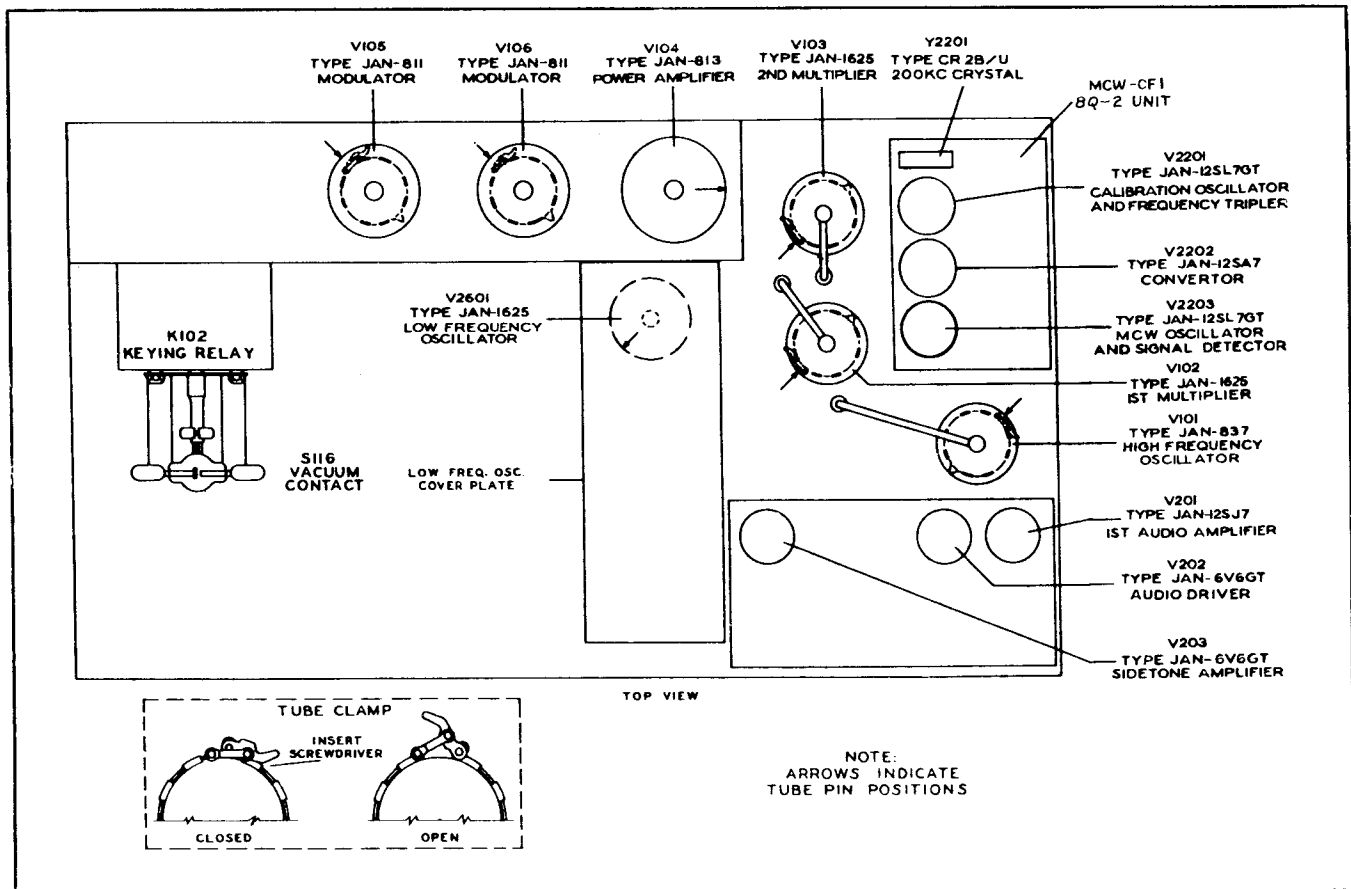 V105
TYPE JAN-811
MODULATOR
V106
TYPE JAN-811
MODULATOR
V104
TYPE JAN-813
POWER AMPLIFIER
V103
TYPE JAN-1625
2ND MULTIPLIER
Y2201
TYPE CR 2B/U
200KC CRYSTAL
MCW-CFI
BQ-2 UNIT
V2201
TYPE JAN-12SL7GT
CALIBRATION OSCILLATOR
AND FREQUENCY TRIPLER
V2202
TYPE JAN-12SA7
CONVERTOR
V2203
TYPE JAN-12SL7GT
MCW OSCILLATOR
AND SIGNAL DETECTOR
V102
TYPE JAN-1625
IST MULTIPLIER
V101
TYPE JAN-837
HIGH FREQUENCY
OSCILLATOR
V2601
TYPE JAN-1625
LOW FREQUENCY
OSCILLATOR
K102
KEYING RELAY
S116
VACUUM
CONTACT
LOW FREQ. OSC.
COVER PLATE
V201
TYPE JAN-12SJ7
IST AUDIO AMPLIFIER
V202
TYPE JAN-6V6GT
AUDIO DRIVER
V203
TYPE JAN-6V6GT
SIDETONE AMPLIFIER
TOP VIEW
TUBE CLAMP
INSERT
SCREWDRIVER
CLOSED
OPEN
NOTE:
ARROWS INDICATE
TUBE PIN POSITIONS